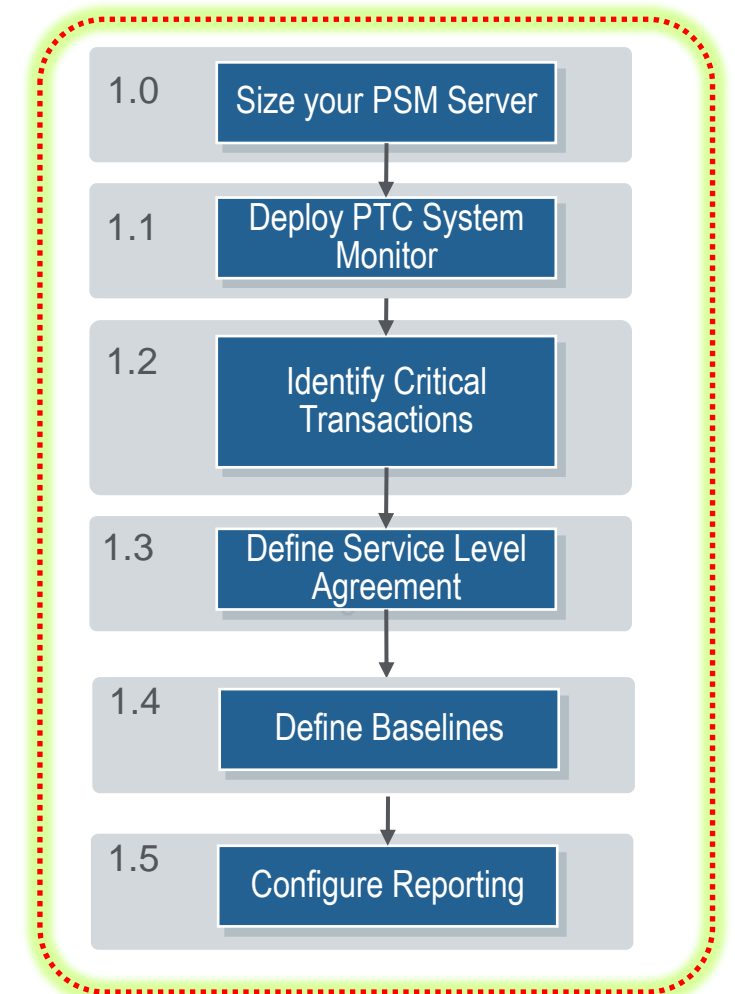 1.0
Size your PSM Server
1.1
Deploy PTC System
Monitor
1.2
Identify Critical
Transactions
1.3
Define Service Level
Agreement
1.4
Define Baselines
1.5
Configure Reporting